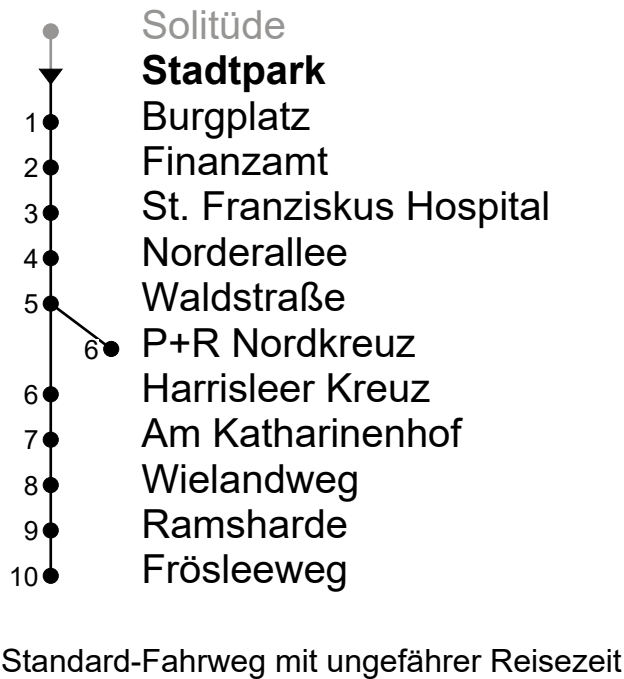 Solitüde
Stadtpark
1 Burgplatz
2 Finanzamt
3 St. Franziskus Hospital
4 Norderallee
5 Waldstraße
6 P+R Nordkreuz
6 Harrisleer Kreuz
7 Am Katharinenhof
8 Wielandweg
9 Ramsharde
10 Frösleeweg
Standard-Fahrweg mit ungefährer Reisezeit